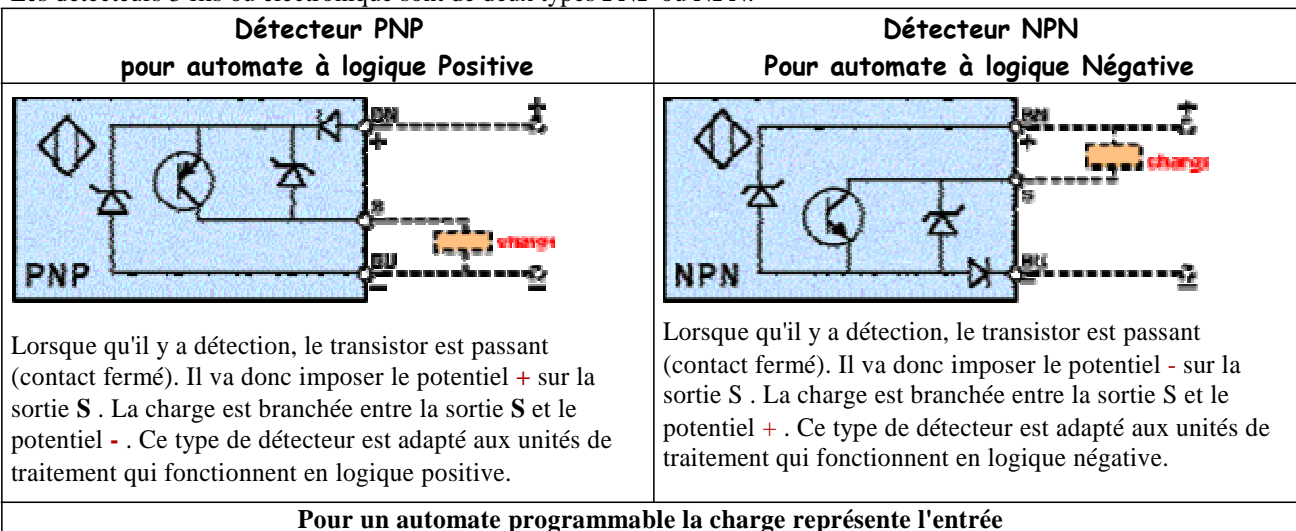 Les détecteurs 3 fils ou électronique sont de deux types PNP ou NPN.
Détecteur PNP
pour automate à logique Positive
BN
+
+
S
charge
BU
-
-
PNP
Lorsque qu'il y a détection, le transistor est passant
(contact fermé). Il va donc imposer le potentiel + sur la
sortie S . La charge est branchée entre la sortie S et le
potentiel - . Ce type de détecteur est adapté aux unités de
traitement qui fonctionnent en logique positive.
Détecteur NPN
Pour automate à logique Négative
BN
+
+
charge
S
BU
-
-
NPN
Lorsque qu'il y a détection, le transistor est passant
(contact fermé). Il va donc imposer le potentiel - sur la
sortie S . La charge est branchée entre la sortie S et le
potentiel + . Ce type de détecteur est adapté aux unités de
traitement qui fonctionnent en logique négative.
Pour un automate programmable la charge représente l'entrée